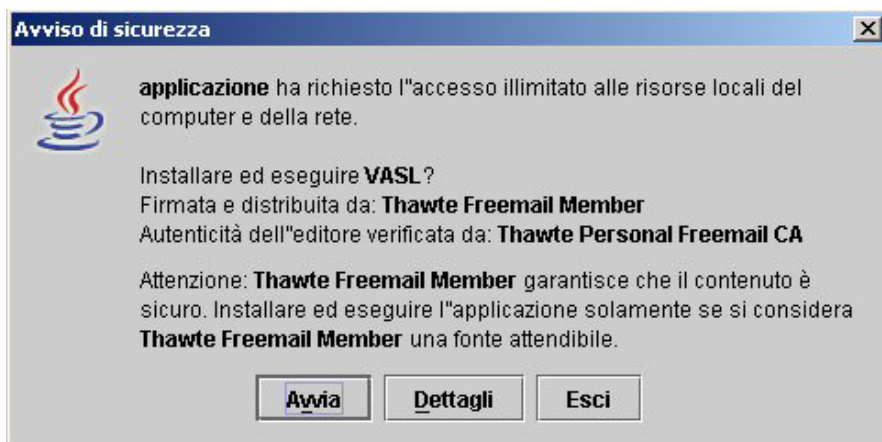 Avviso di sicurezza
applicazione ha richiesto l"accesso illimitato alle risorse locali del
computer e della rete.
Installare ed eseguire VASL?
Firmata e distribuita da: Thawte Freemail Member
Autenticità dell"editore verificata da: Thawte Personal Freemail CA
Attenzione: Thawte Freemail Member garantisce che il contenuto è
sicuro. Installare ed eseguire l"applicazione solamente se si considera
Thawte Freemail Member una fonte attendibile.
Avvia Dettagli Esci